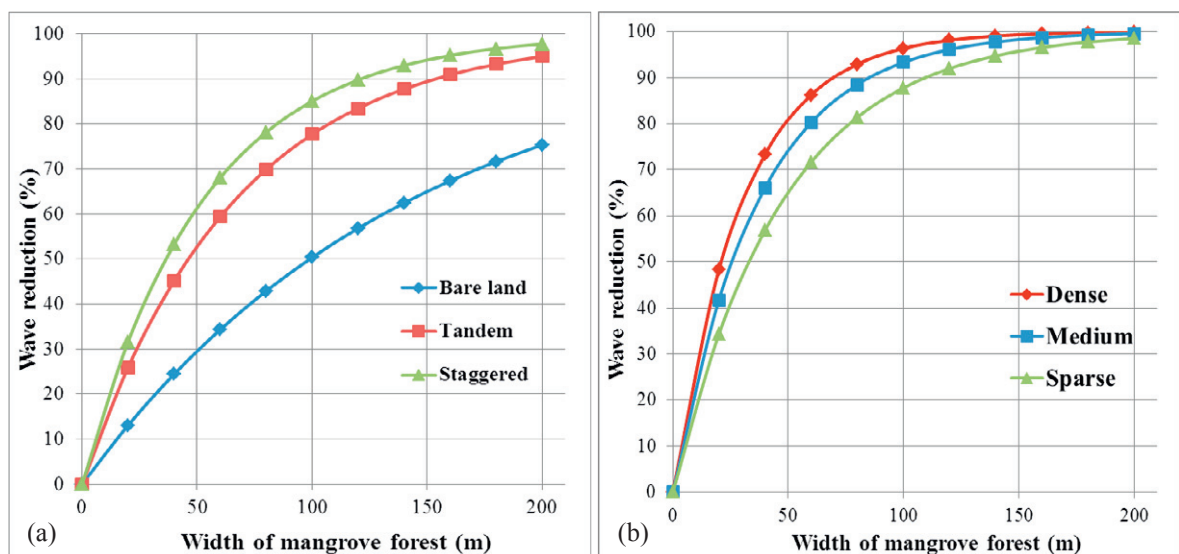 Wave reduction (%)
100
90
80
70
60
50
40
30
20
10
0
Bare land
Tandem
Staggered
0 50 100 150 200
(a)
Width of mangrove forest (m)
Wave reduction (%)
100
90
80
70
60
50
40
30
20
10
0
Dense
Medium
Sparse
0 50 100 150 200
(b)
Width of mangrove forest (m)